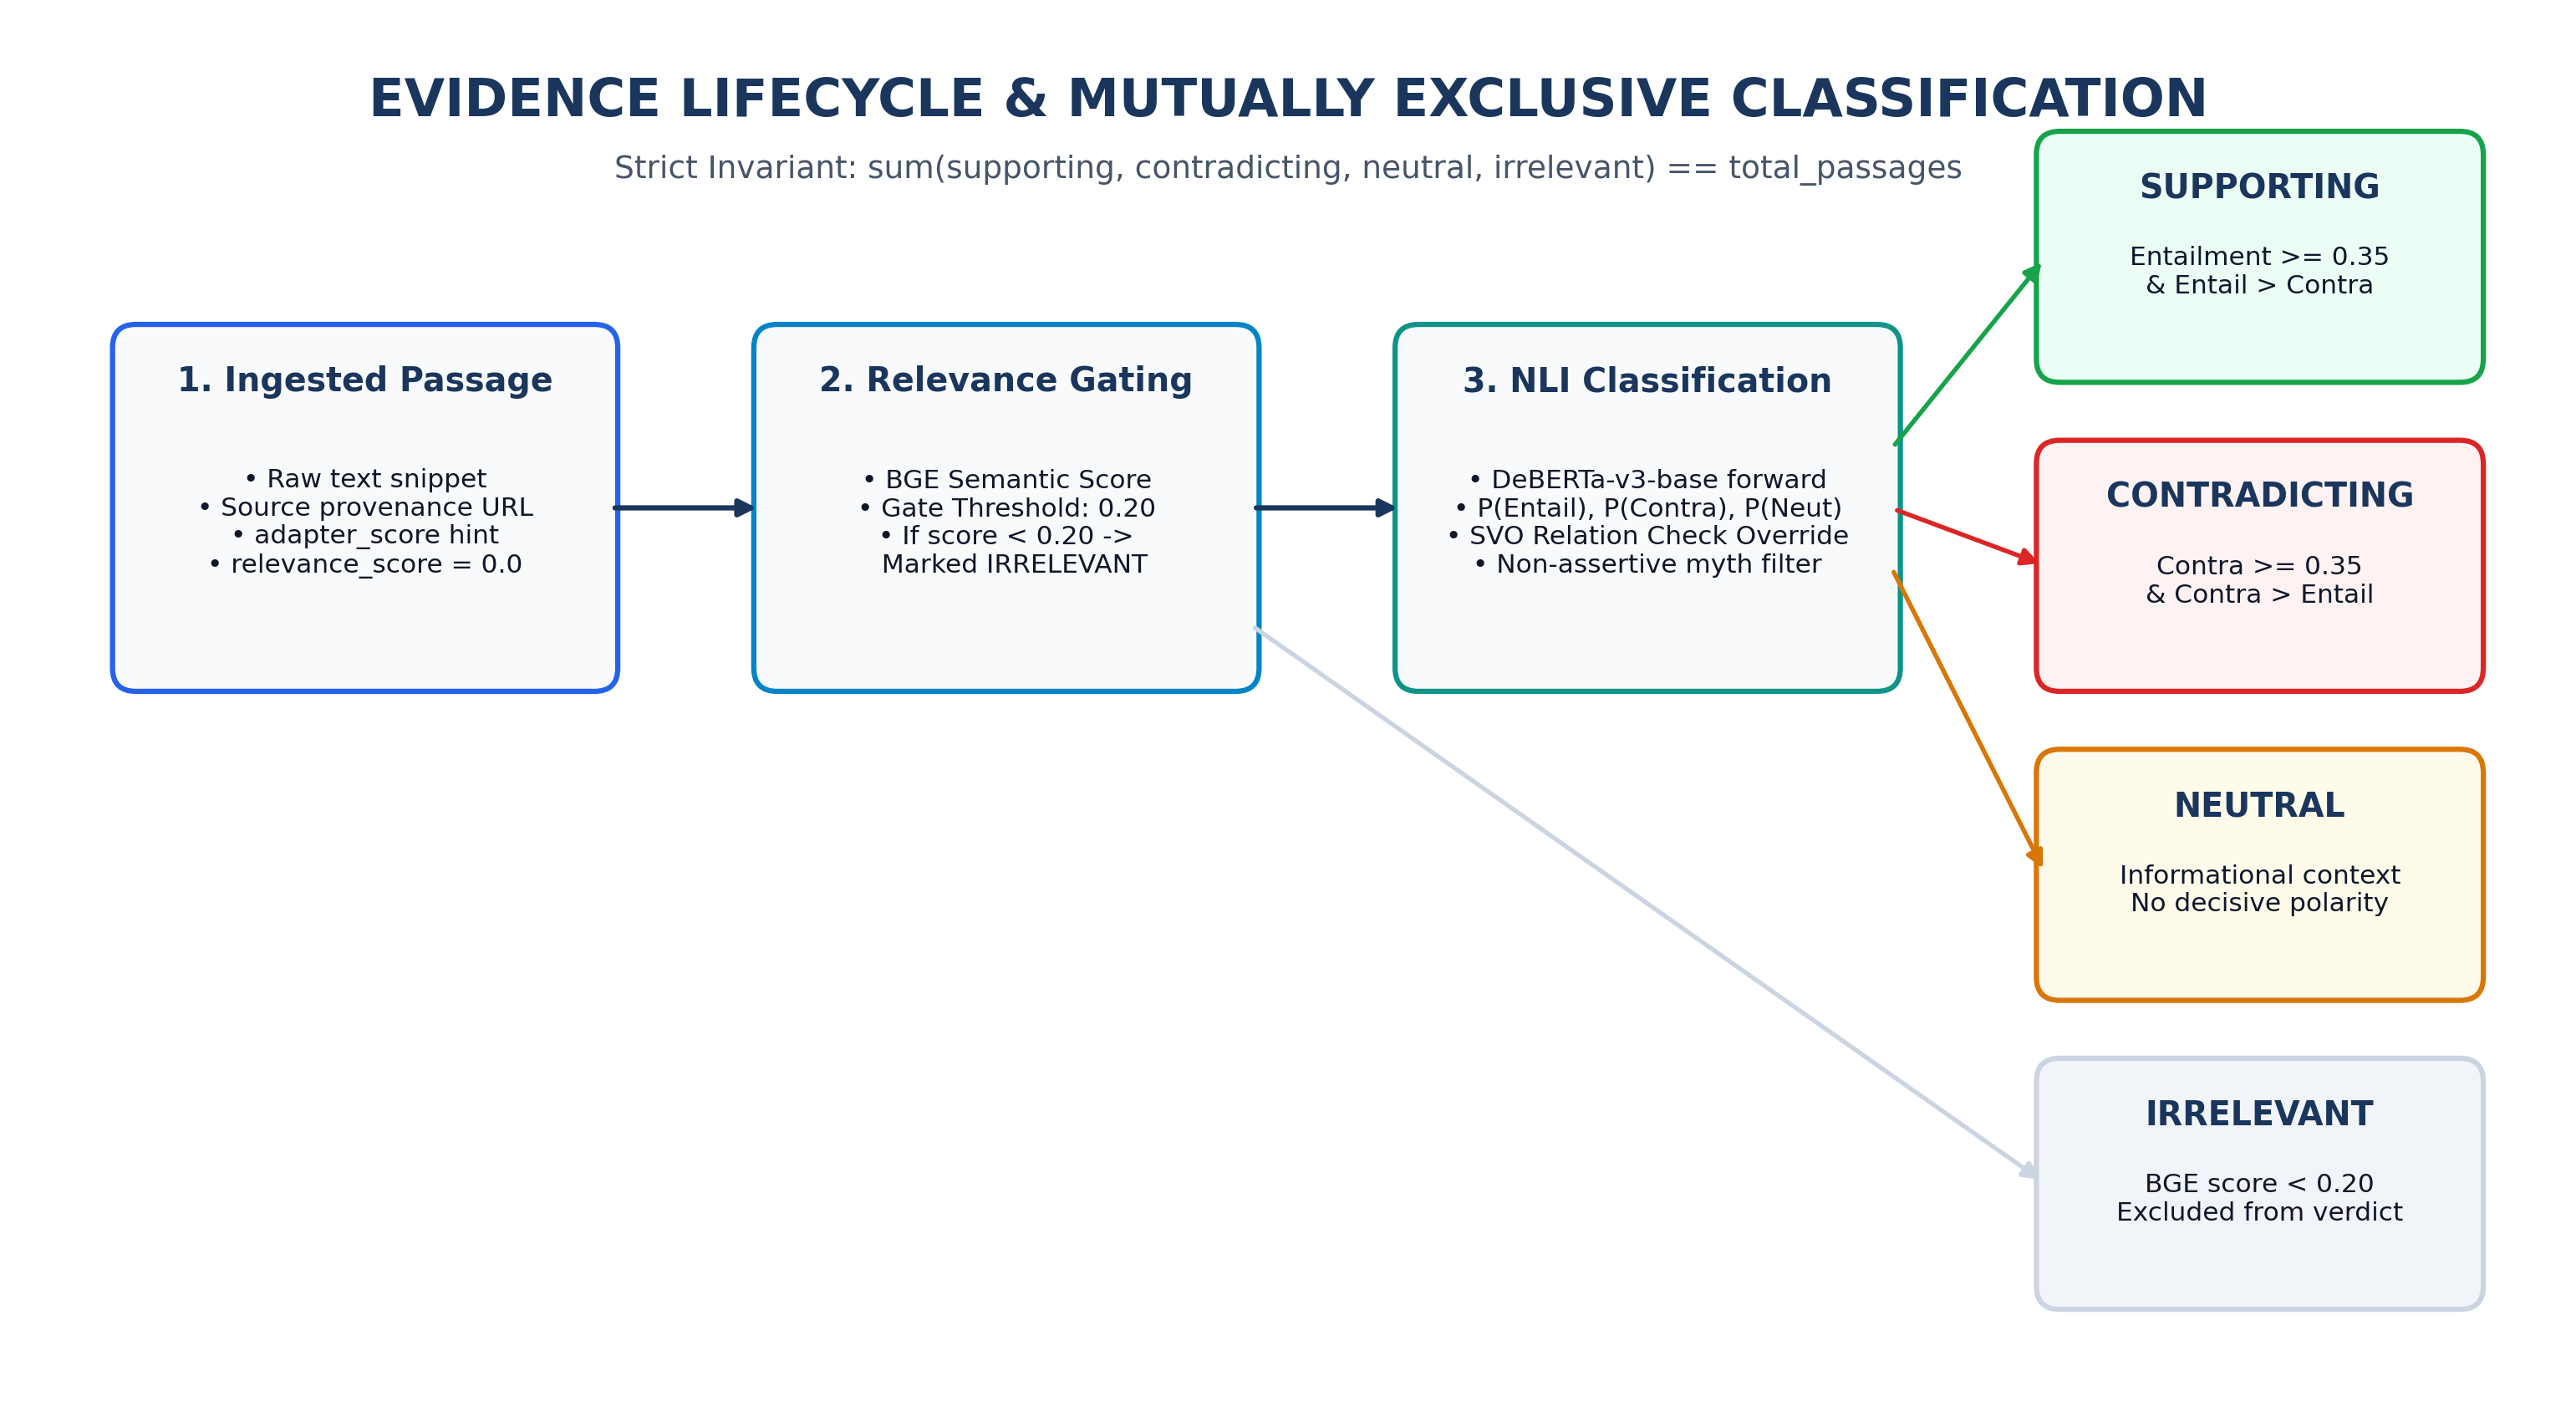 EVIDENCE LIFECYCLE & MUTUALLY EXCLUSIVE CLASSIFICATION
Strict Invariant: sum(supporting, contradicting, neutral, irrelevant) == total_passages
1. Ingested Passage
• Raw text snippet
• Source provenance URL
• adapter_score hint
• relevance_score = 0.0
2. Relevance Gating
• BGE Semantic Score
• Gate Threshold: 0.20
• If score < 0.20 ->
Marked IRRELEVANT
3. NLI Classification
• DeBERTa-v3-base forward
• P(Entail), P(Contra), P(Neut)
• SVO Relation Check Override
• Non-assertive myth filter
SUPPORTING
Entailment >= 0.35
& Entail > Contra
CONTRADICTING
Contra >= 0.35
& Contra > Entail
NEUTRAL
Informational context
No decisive polarity
IRRELEVANT
BGE score < 0.20
Excluded from verdict